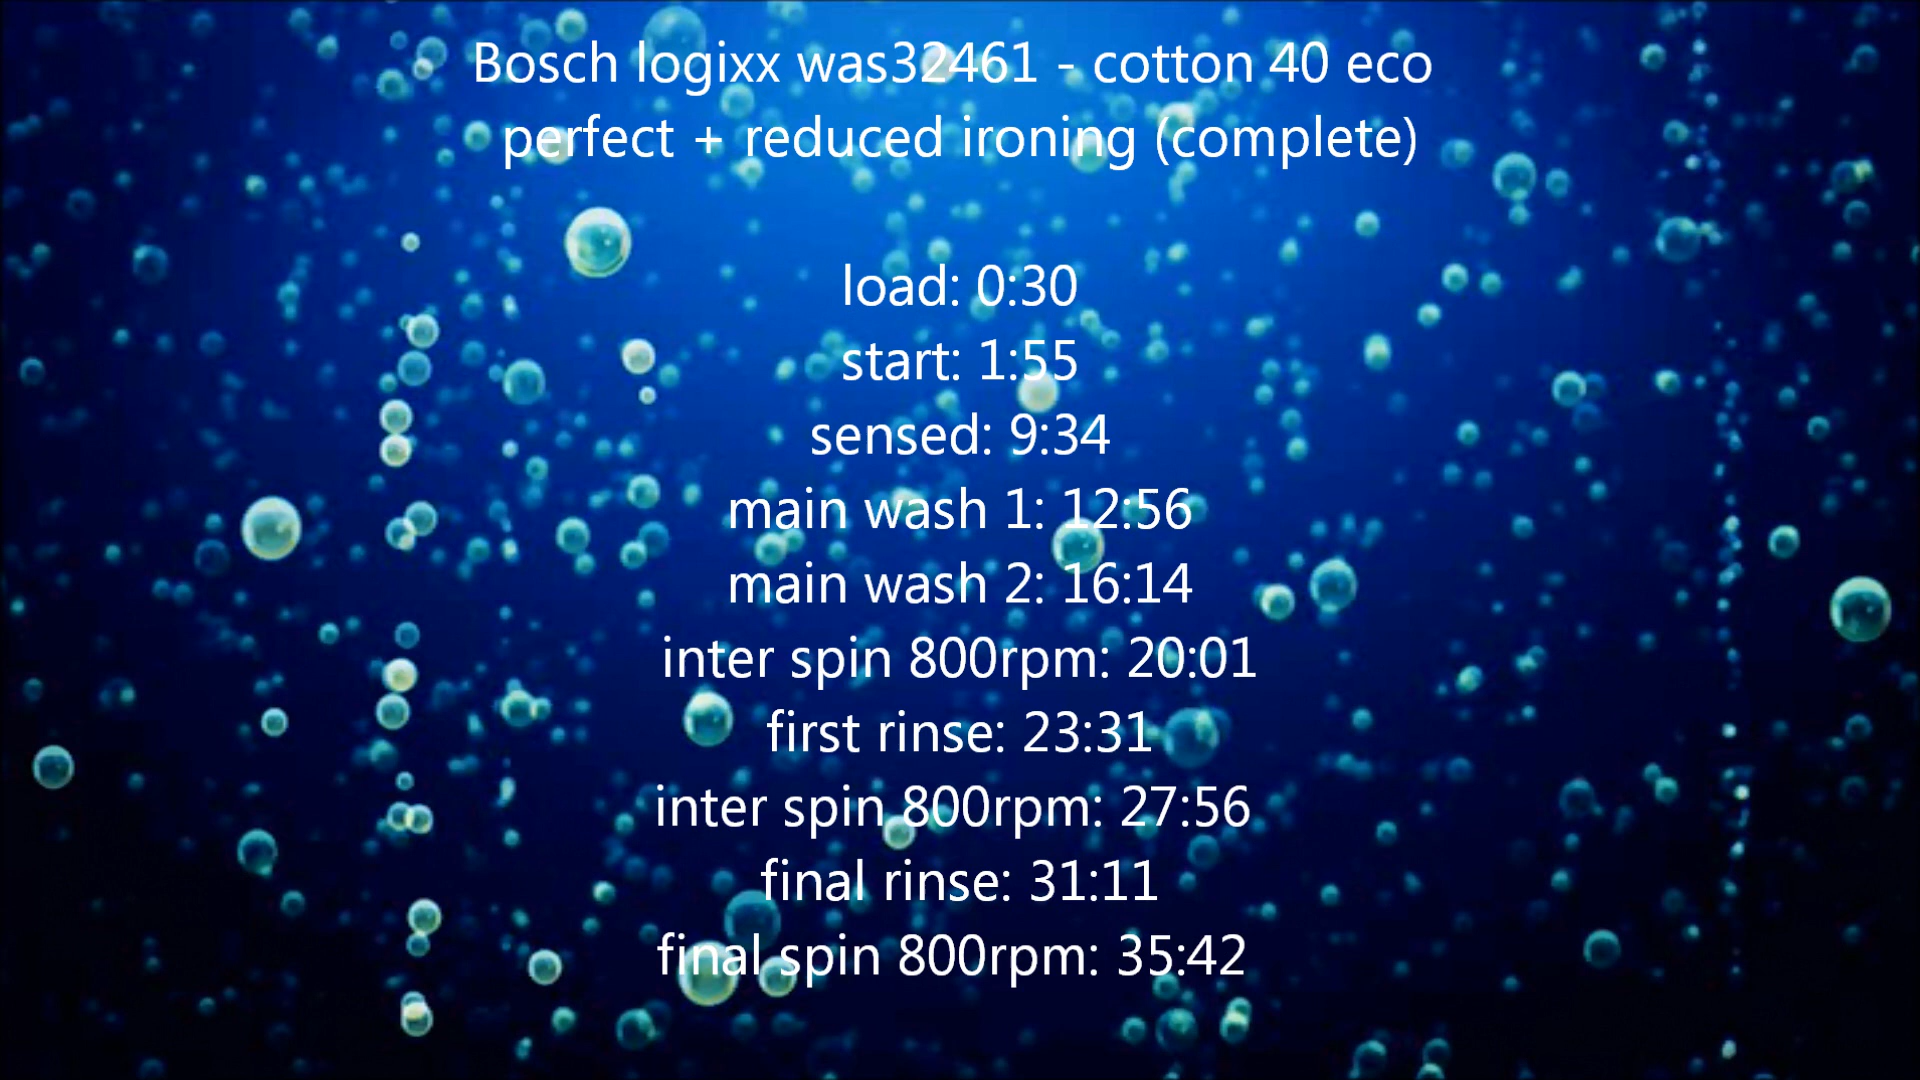 Bosch logixx was32461 - cotton 40 eco
perfect + reduced ironing (complete)
load: 0:30
start: 1:55
sensed: 9:34
main wash 1: 12:56
main wash 2: 16:14
inter spin 800rpm: 20:01
first rinse: 23:31
inter spin 800rpm: 27:56
final rinse: 31:11
final spin 800rpm: 35:42